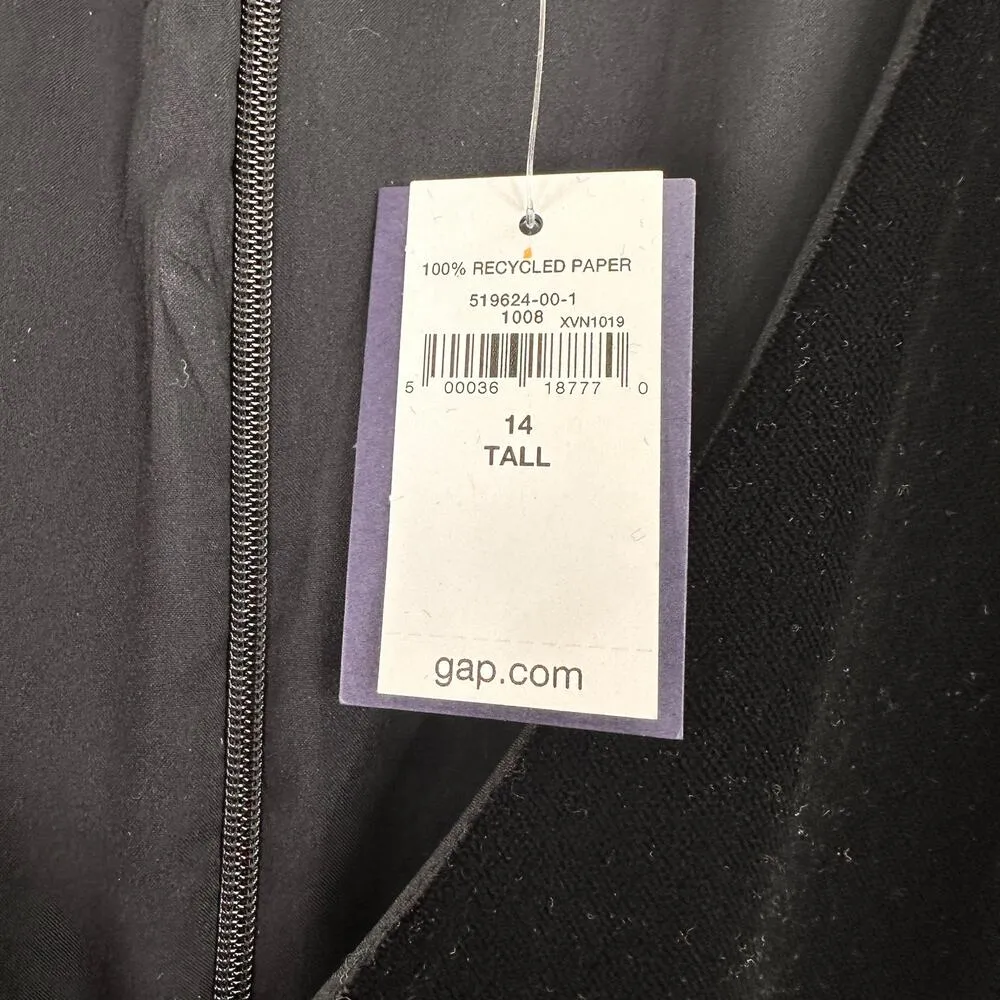 100% RECYCLED PAPER
519624-00-1
1008 XVN1019
5 00036 18777 0
14
TALL
gap.com